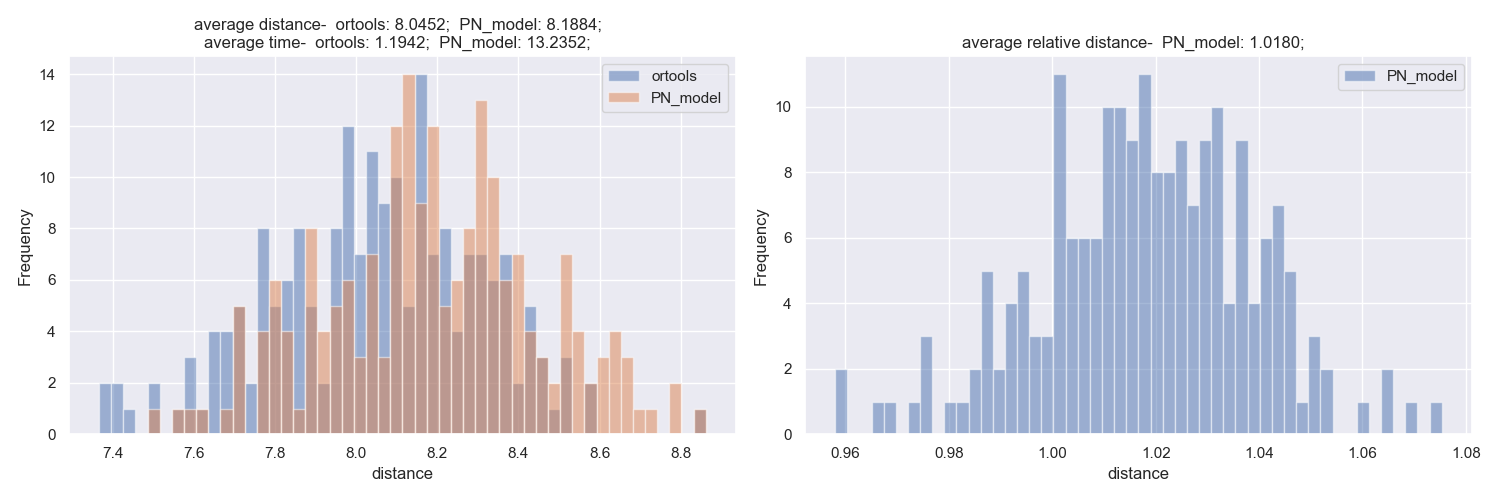 average distance-  ortools: 8.0452;  PN_model: 8.1884;
average time-  ortools: 1.1942;  PN_model: 13.2352;
ortools
PN_model
14
12
10
8
6
4
2
0
Frequency
7.4 7.6 7.8 8.0 8.2 8.4 8.6 8.8
distance
average relative distance-  PN_model: 1.0180;
PN_model
10
8
6
4
2
0
Frequency
0.96 0.98 1.00 1.02 1.04 1.06 1.08
distance